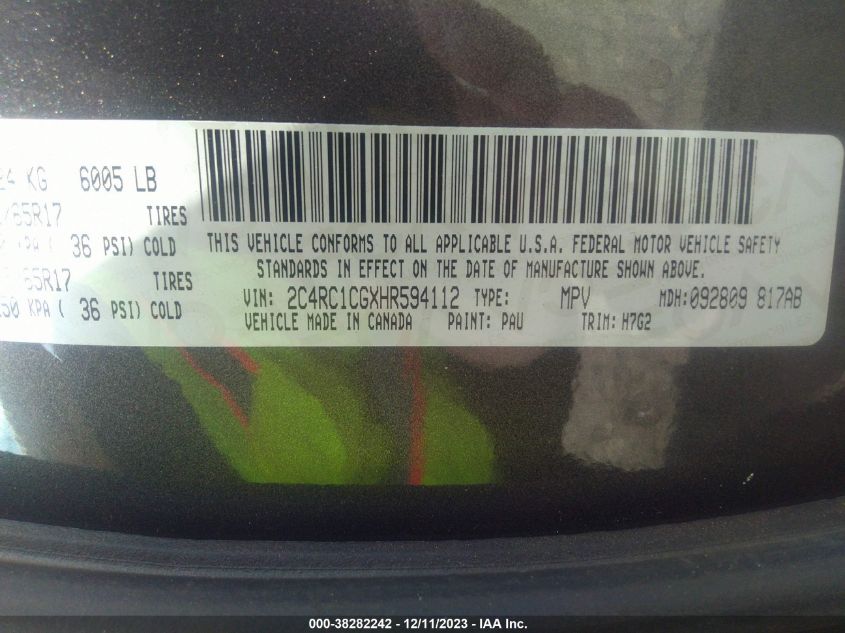 KG 6005 LB
65R17 TIRES
KPA ( 36 PSI) COLD
65R17 TIRES
KPA ( 36 PSI) COLD
THIS VEHICLE CONFORMS TO ALL APPLICABLE U.S.A. FEDERAL MOTOR VEHICLE SAFETY
STANDARDS IN EFFECT ON THE DATE OF MANUFACTURE SHOWN ABOVE.
VIN: 2C4RC1CGXHR594112 TYPE: MPV MDH:092809 817AB
VEHICLE MADE IN CANADA PAINT: PAU TRIM: H7G2
000-38282242 - 12/11/2023 - IAA Inc.